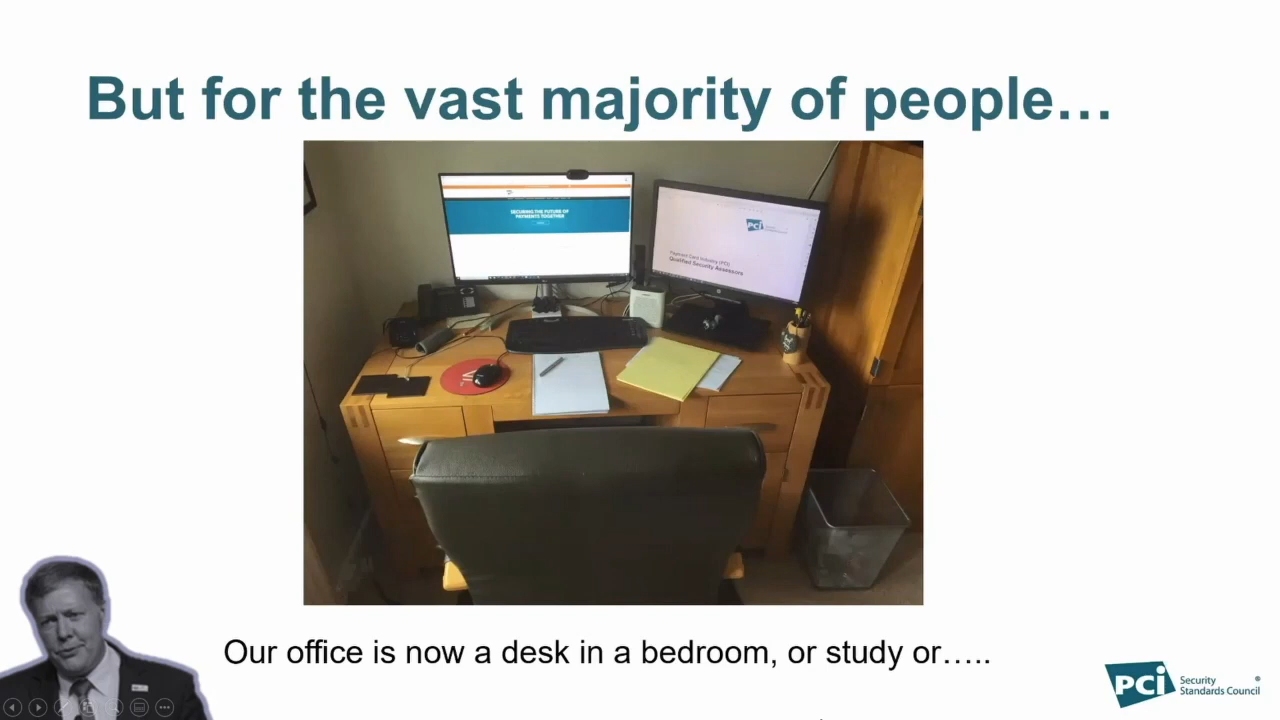 But for the vast majority of people…
SECURING THE FUTURE OF
PAYMENTS TOGETHER
PCi
Payment Card Industry (PCI)
Qualified Security Assessors
Our office is now a desk in a bedroom, or study or…..
PCi Security
Standards Council
®